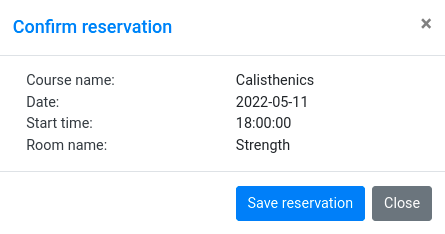 Confirm reservation ×
Course name: Calisthenics
Date: 2022-05-11
Start time: 18:00:00
Room name: Strength
Save reservation Close